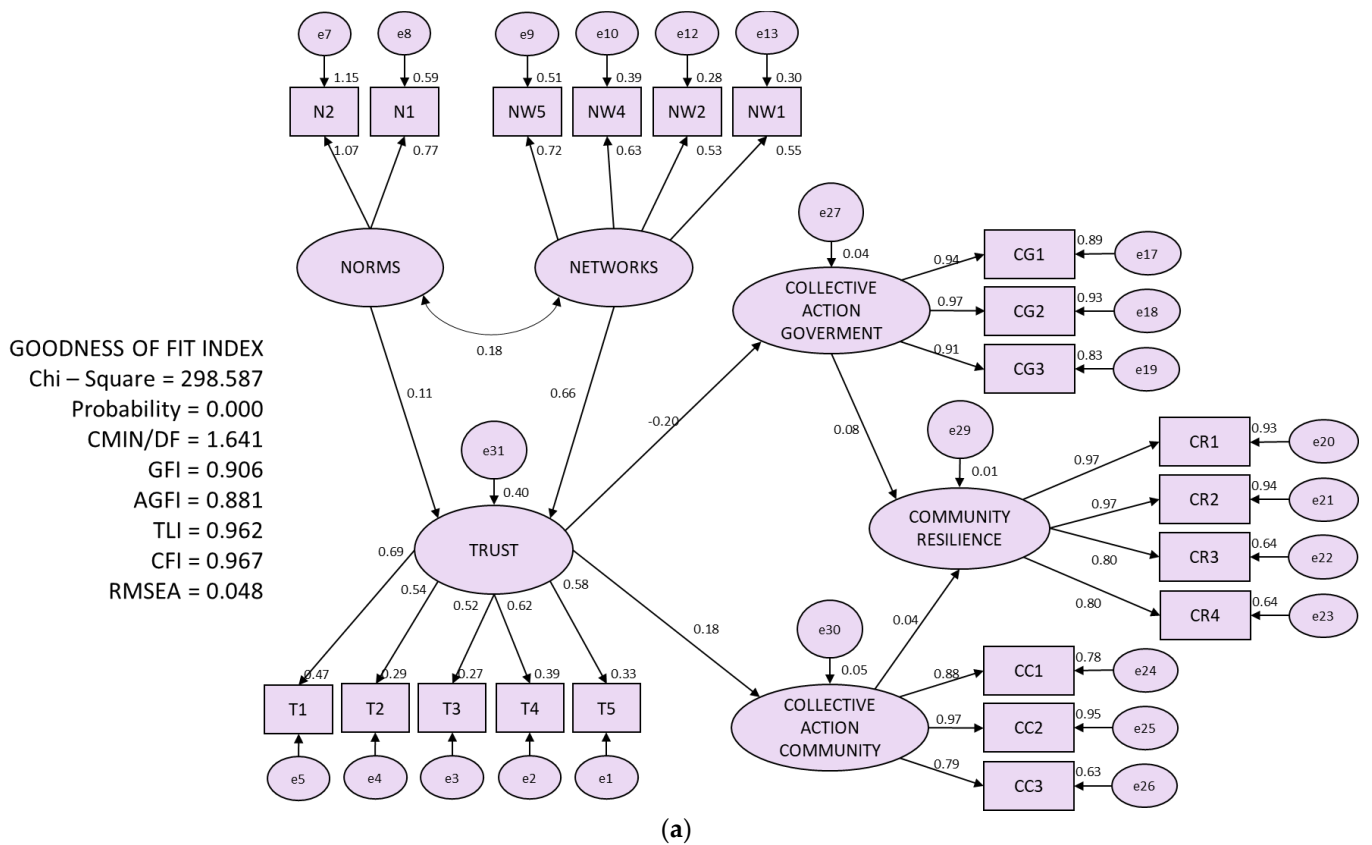 e7
e8
e9
e10
e12
e13
1.15
0.59
0.51
0.39
0.28
0.30
N2
N1
NW5
NW4
NW2
NW1
1.07
0.77
0.72
0.63
0.53
0.55
NORMS
NETWORKS
0.18
0.11
0.66
GOODNESS OF FIT INDEX
Chi – Square = 298.587
Probability = 0.000
CMIN/DF = 1.641
GFI = 0.906
AGFI = 0.881
TLI = 0.962
CFI = 0.967
RMSEA = 0.048
e27
0.04
COLLECTIVE
ACTION
GOVERMENT
0.94
0.97
0.91
CG1
CG2
CG3
0.89
0.93
0.83
e17
e18
e19
-0.20
0.08
e31
0.40
TRUST
e29
0.01
COMMUNITY
RESILIENCE
0.97
0.97
0.80
0.80
CR1
CR2
CR3
CR4
0.93
0.94
0.64
0.64
e20
e21
e22
e23
0.69
0.54
0.52
0.62
0.58
0.18
0.04
0.47
0.29
0.27
0.39
0.33
T1
T2
T3
T4
T5
e5
e4
e3
e2
e1
e30
0.05
COLLECTIVE
ACTION
COMMUNITY
0.88
0.97
0.79
CC1
CC2
CC3
0.78
0.95
0.63
e24
e25
e26
(a)